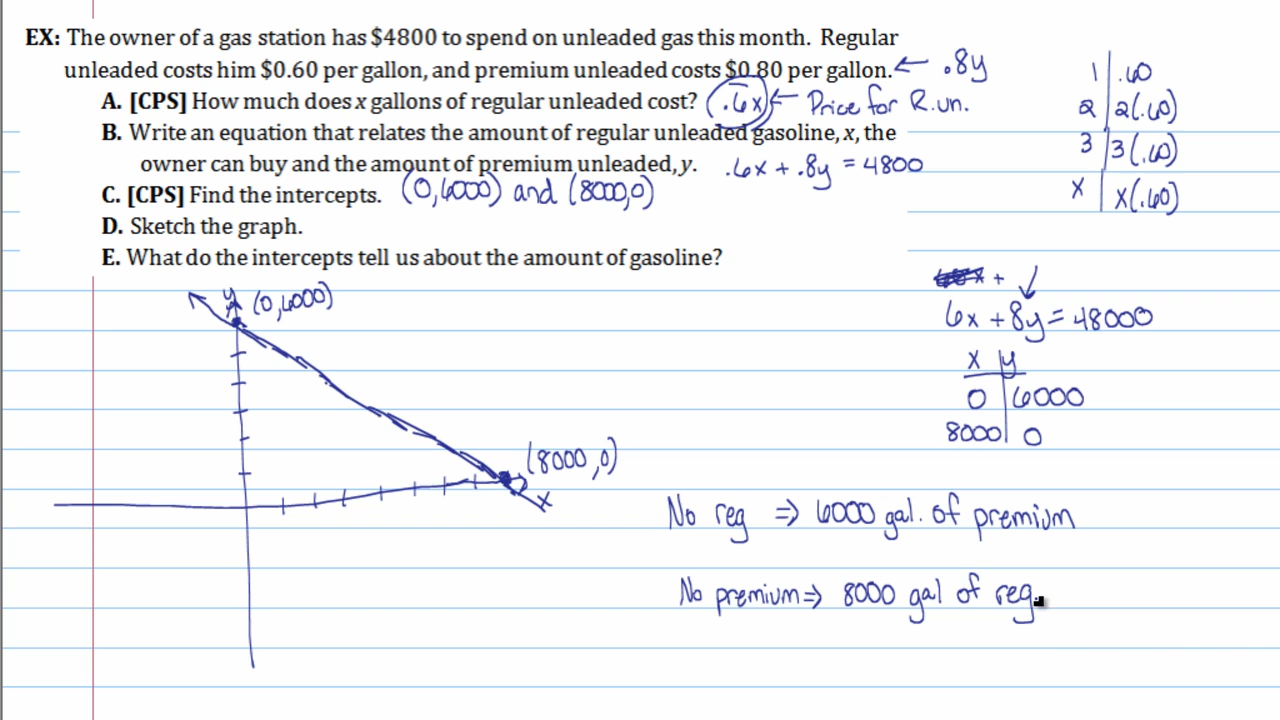 EX: The owner of a gas station has $4800 to spend on unleaded gas this month. Regular
unleaded costs him $0.60 per gallon, and premium unleaded costs $0.80 per gallon. ← .8y
A. [CPS] How much does x gallons of regular unleaded cost? (.6x) ← Price for R.un.
B. Write an equation that relates the amount of regular unleaded gasoline, x, the
owner can buy and the amount of premium unleaded, y. .6x + .8y = 4800
C. [CPS] Find the intercepts. (0,6000) and (8000,0)
D. Sketch the graph.
E. What do the intercepts tell us about the amount of gasoline?
1 | .60
2 | 2(.60)
3 | 3(.60)
x | x(.60)
+
6x + 8y = 48000
x y
0 | 6000
8000 | 0
y (0,6000)
(8000,0)
x
No reg ⇒ 6000 gal. of premium
No premium ⇒ 8000 gal of reg.